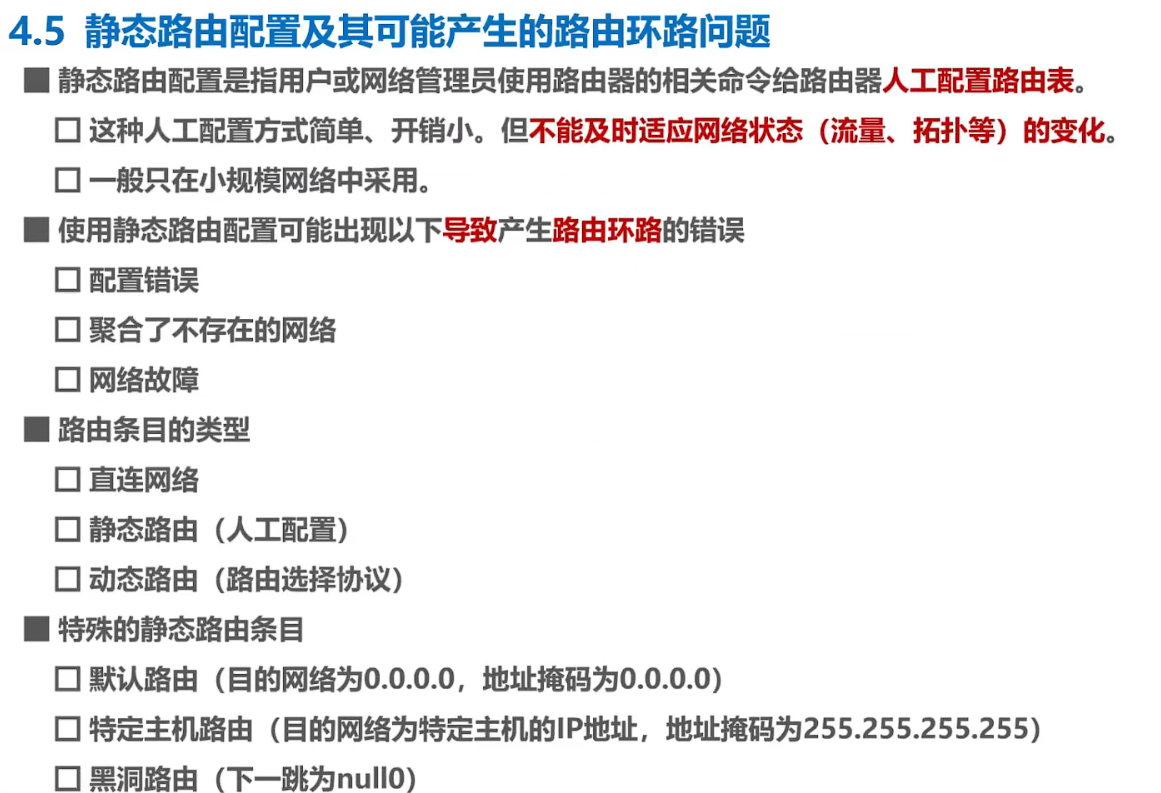 4.5 静态路由配置及其可能产生的路由环路问题
静态路由配置是指用户或网络管理员使用路由器的相关命令给路由器人工配置路由表。
这种人工配置方式简单、开销小。但不能及时适应网络状态（流量、拓扑等）的变化。
一般只在小规模网络中采用。
使用静态路由配置可能出现以下导致产生路由环路的错误
配置错误
聚合了不存在的网络
网络故障
路由条目的类型
直连网络
静态路由（人工配置）
动态路由（路由选择协议）
特殊的静态路由条目
默认路由（目的网络为0.0.0.0，地址掩码为0.0.0.0）
特定主机路由（目的网络为特定主机的IP地址，地址掩码为255.255.255.255）
黑洞路由（下一跳为null0）